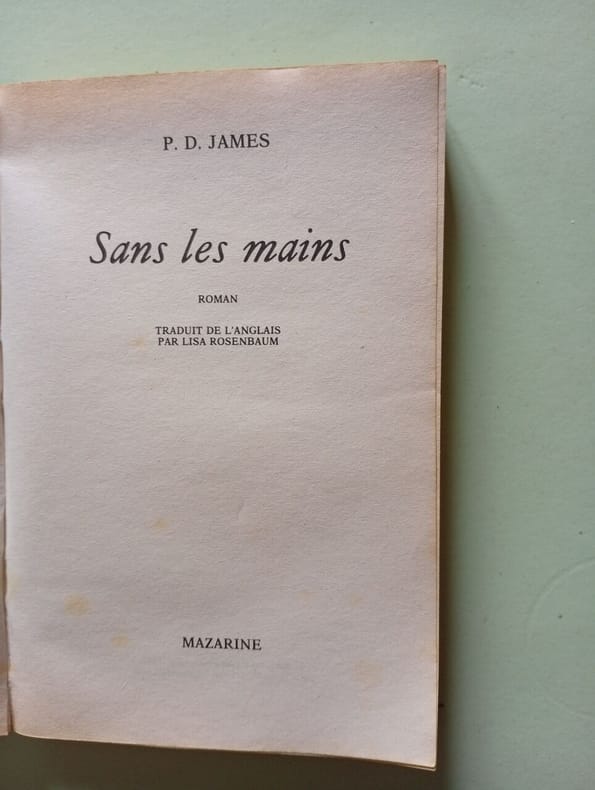 P. D. JAMES
Sans les mains
ROMAN
TRADUIT DE L'ANGLAIS
PAR LISA ROSENBAUM
MAZARINE